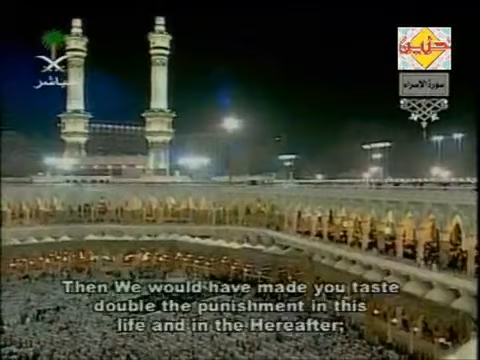 حزين
مباشر
سورة الإسراء
Then We would have made you taste
double the punishment in this
life and in the Hereafter;